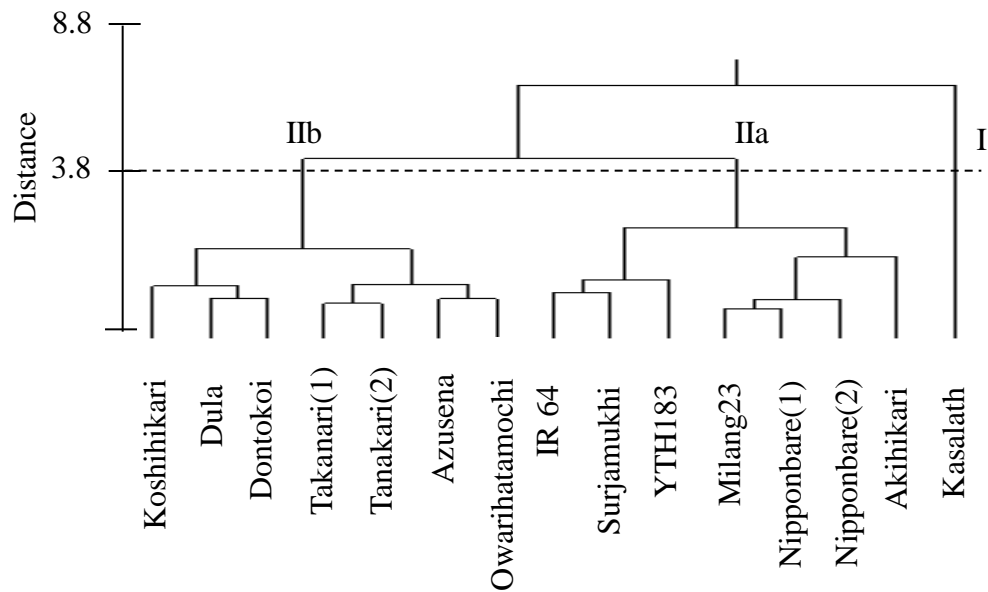 8.8
IIb
IIa
I
3.8
Distance
Koshihikari
Dula
Dontokoi
Takanari(1)
Tanakari(2)
Azusena
Owarihatamochi
IR 64
Surjamukhi
YTH183
Milang23
Nipponbare(1)
Nipponbare(2)
Akihikari
Kasalath